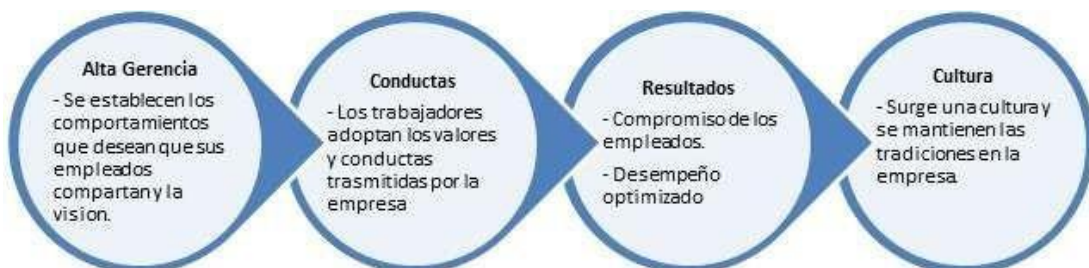 Alta Gerencia
- Se establecen los
comportamientos
que desean que sus
empleados
compartan y la
vision.
Conductas
- Los trabajadores
adoptan los valores
y conductas
trasmitidas por la
empresa
Resultados
- Compromiso de los
empleados.
- Desempeño
optimizado
Cultura
- Surge una cultura y
se mantienen las
tradiciones en la
empresa.